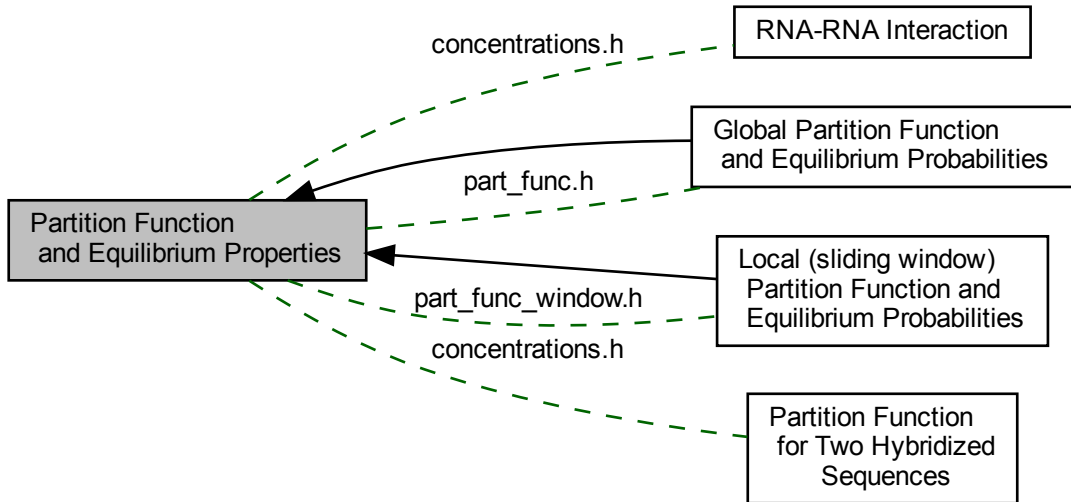 concentrations.h
RNA-RNA Interaction
Global Partition Function
and Equilibrium Probabilities
part_func.h
Partition Function
and Equilibrium Properties
Local (sliding window)
Partition Function and
Equilibrium Probabilities
part_func_window.h
concentrations.h
Partition Function
for Two Hybridized
Sequences